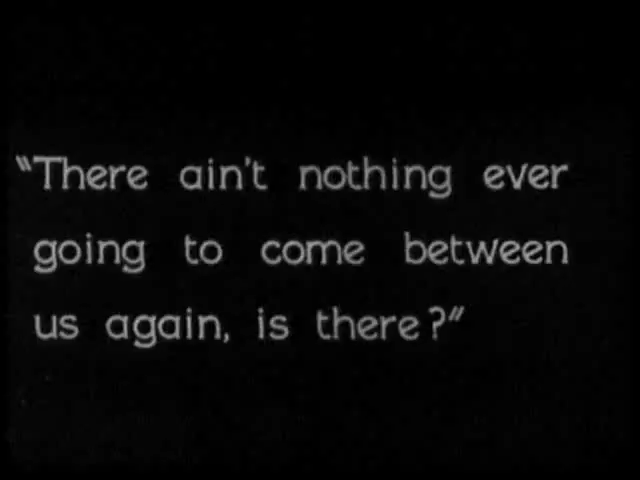 "There ain't nothing ever
going to come between
us again, is there?"